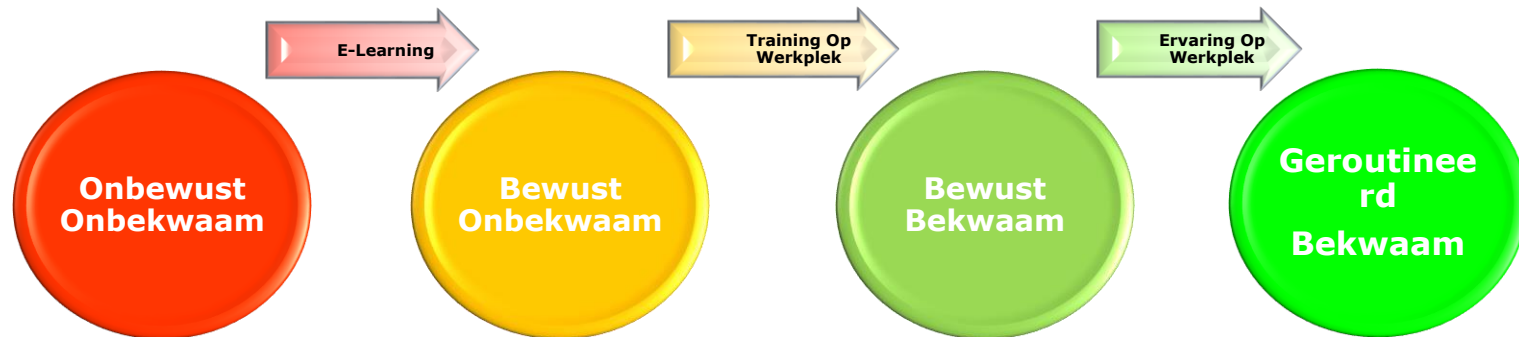 E-Learning
Training Op
Werkplek
Ervaring Op
Werkplek
Onbewust
Onbekwaam
Bewust
Onbekwaam
Bewust
Bekwaam
Geroutinee
rd
Bekwaam